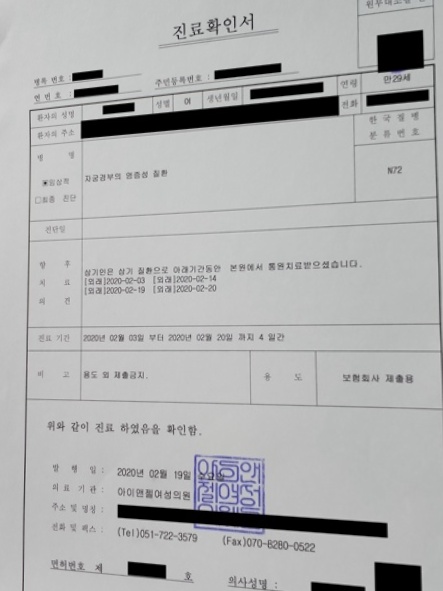 진료확인서
병록 번호 :
연 번 호 :
주민등록번호 :
환자의 성명 성별 여 생년월일 연령 만29세
환자의 주소 전화
병 명
▣임상적
□최종 진단
자궁경부의 염증성 질환
한 국 질 병
분 류 번 호
N72
진단일
향 후
치 료
의 견
상기인은 상기 질환으로 아래기간동안 본원에서 통원치료받으셨습니다.
[외래]2020-02-03 [외래]2020-02-14
[외래]2020-02-19 [외래]2020-02-20
진료 기간 2020년 02월 03일 부터 2020년 02월 20일 까지 4 일간
비 고 용도 외 제출금지. 용 도 보험회사 제출용
위와 같이 진료 하였음을 확인함.
발 행 일 : 2020년 02월 19일
의 료 기 관 : 아이맨젤여성의원
주소 및 명칭 :
전화 및 팩스 : (Tel)051-722-3579 (Fax)070-8280-0522
면허번호 제 호 의사성명 :